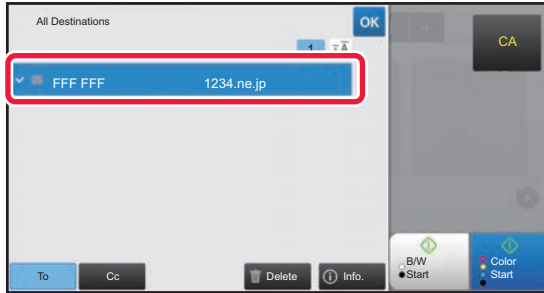 All Destinations
OK
CA
1
FFF FFF 1234.ne.jp
To
Cc
Delete
Info.
B/W
Start
Color
Start